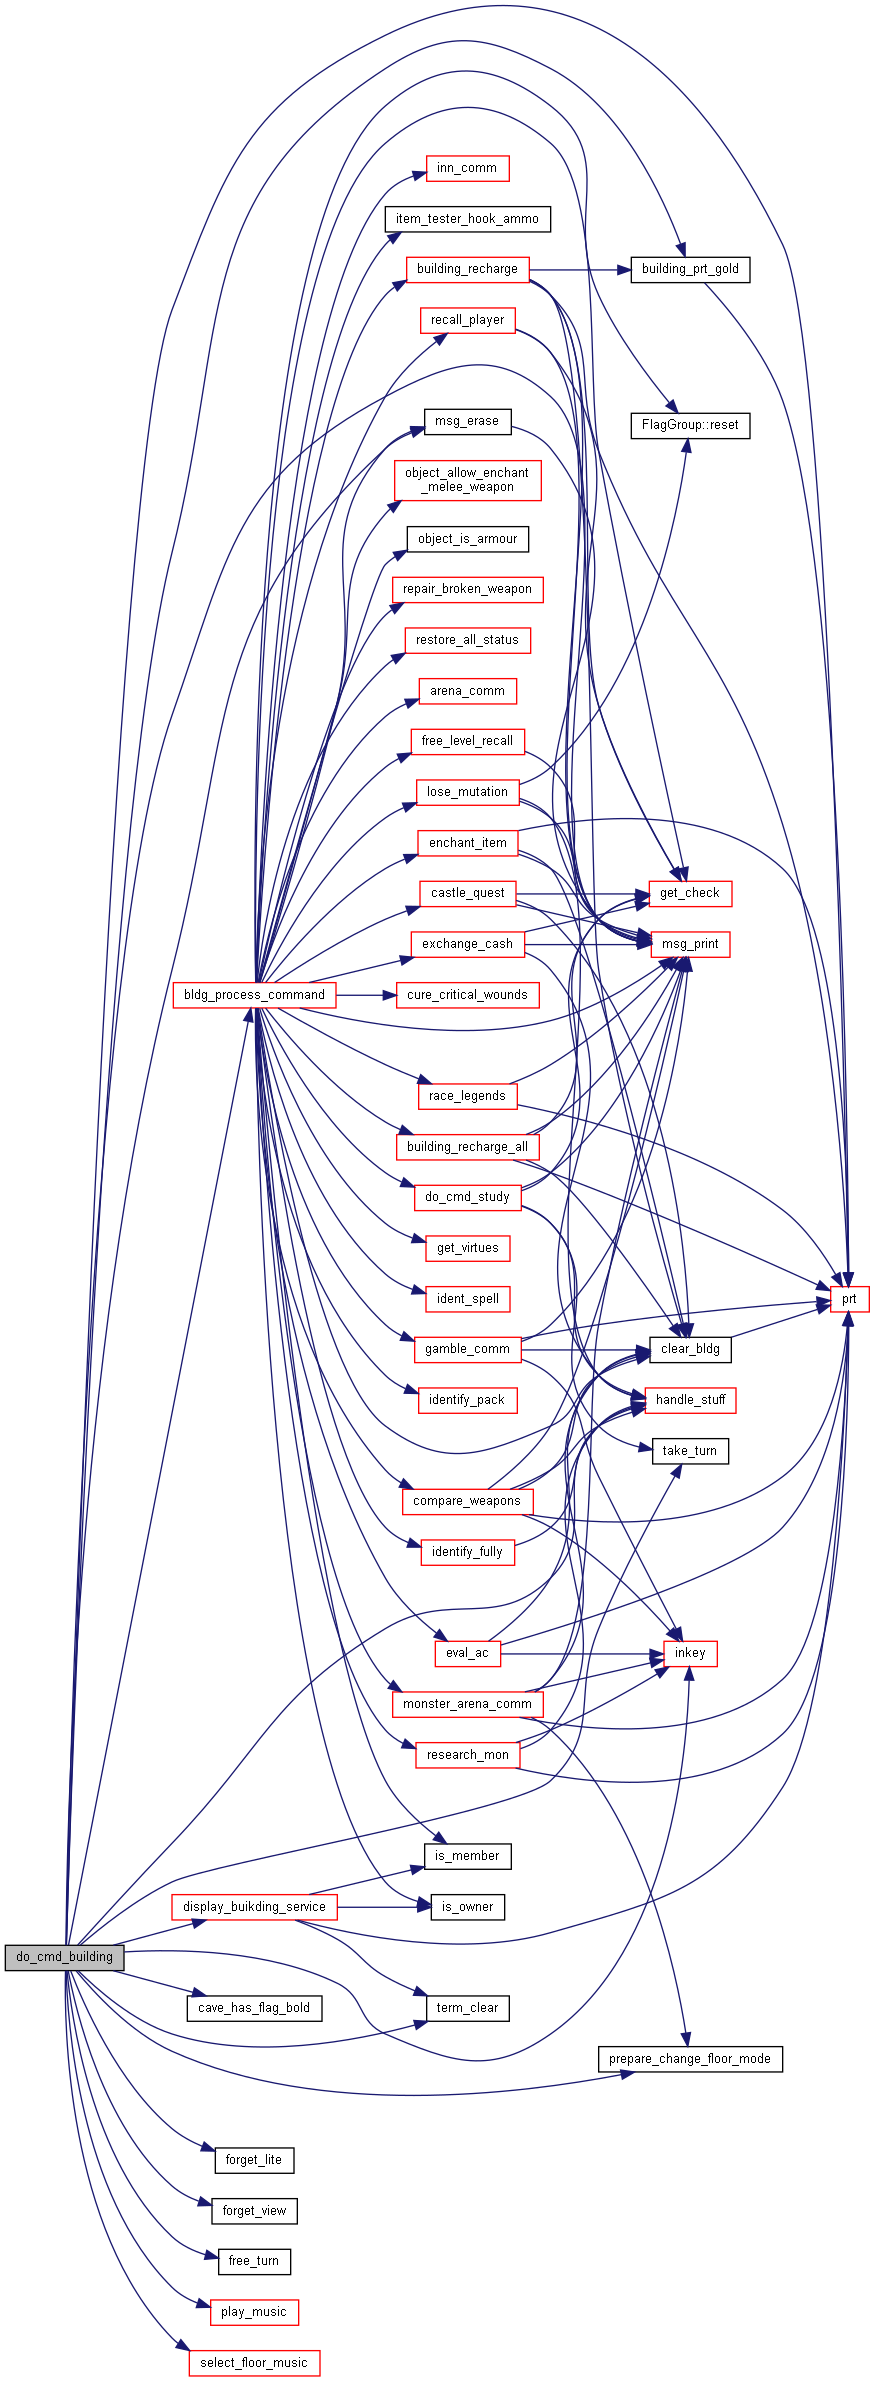 inn_comm
item_tester_hook_ammo
building_recharge
building_prt_gold
recall_player
msg_erase
FlagGroup::reset
object_allow_enchant
_melee_weapon
object_is_armour
repair_broken_weapon
restore_all_status
arena_comm
free_level_recall
lose_mutation
enchant_item
castle_quest
get_check
exchange_cash
msg_print
bldg_process_command
cure_critical_wounds
race_legends
building_recharge_all
do_cmd_study
get_virtues
ident_spell
prt
gamble_comm
clear_bldg
identify_pack
handle_stuff
take_turn
compare_weapons
identify_fully
eval_ac
inkey
monster_arena_comm
research_mon
is_member
display_buikding_service
is_owner
do_cmd_building
cave_has_flag_bold
term_clear
prepare_change_floor_mode
forget_lite
forget_view
free_turn
play_music
select_floor_music